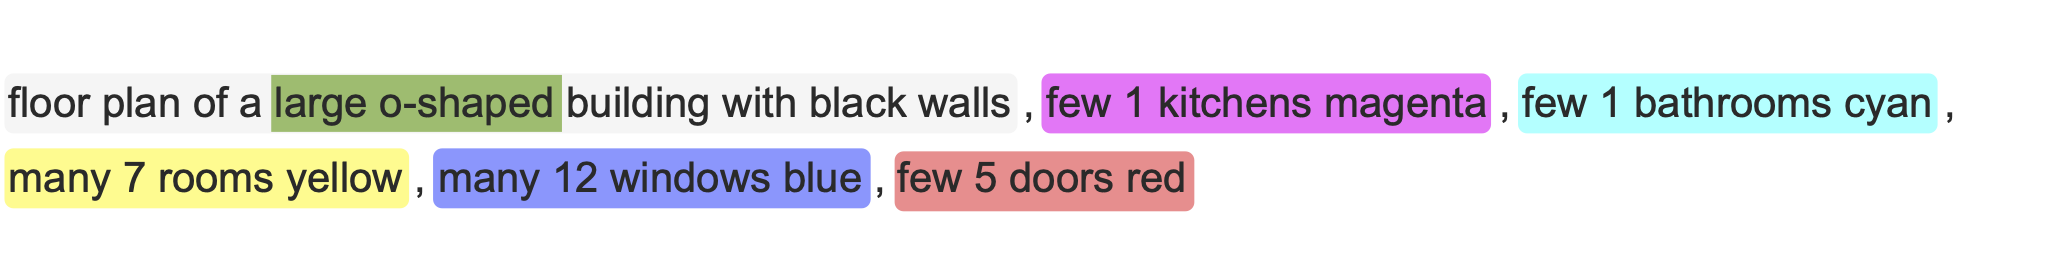 floor plan of a large o-shaped building with black walls , few 1 kitchens magenta , few 1 bathrooms cyan ,
many 7 rooms yellow , many 12 windows blue , few 5 doors red